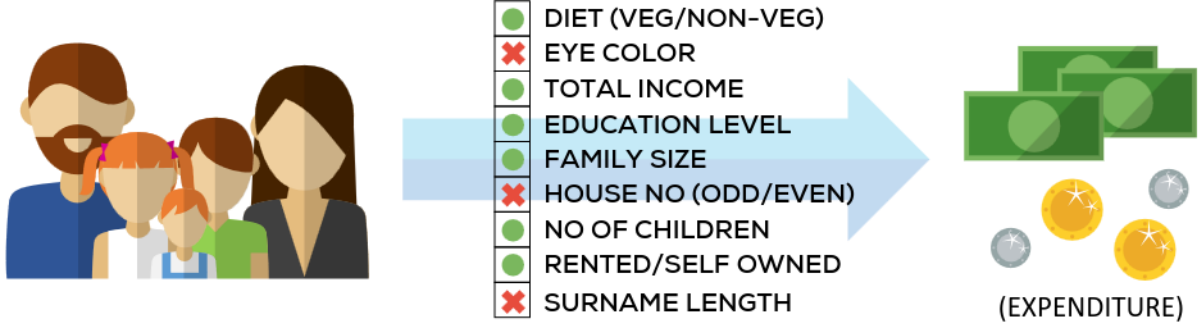 DIET (VEG/NON-VEG)
EYE COLOR
TOTAL INCOME
EDUCATION LEVEL
FAMILY SIZE
HOUSE NO (ODD/EVEN)
NO OF CHILDREN
RENTED/SELF OWNED
SURNAME LENGTH
(EXPENDITURE)